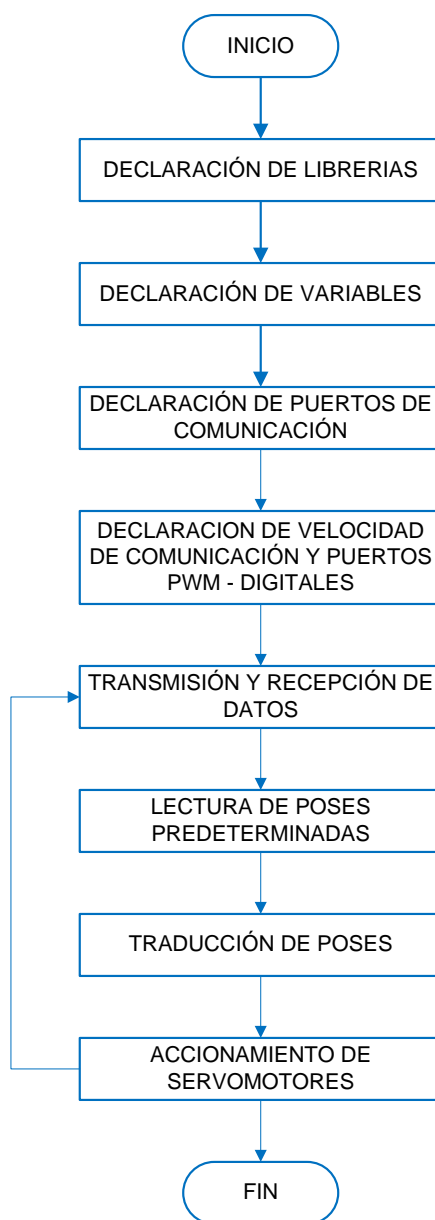 INICIO
DECLARACIÓN DE LIBRERIAS
DECLARACIÓN DE VARIABLES
DECLARACIÓN DE PUERTOS DE
COMUNICACIÓN
DECLARACION DE VELOCIDAD
DE COMUNICACIÓN Y PUERTOS
PWM - DIGITALES
TRANSMISIÓN Y RECEPCIÓN DE
DATOS
LECTURA DE POSES
PREDETERMINADAS
TRADUCCIÓN DE POSES
ACCIONAMIENTO DE
SERVOMOTORES
FIN